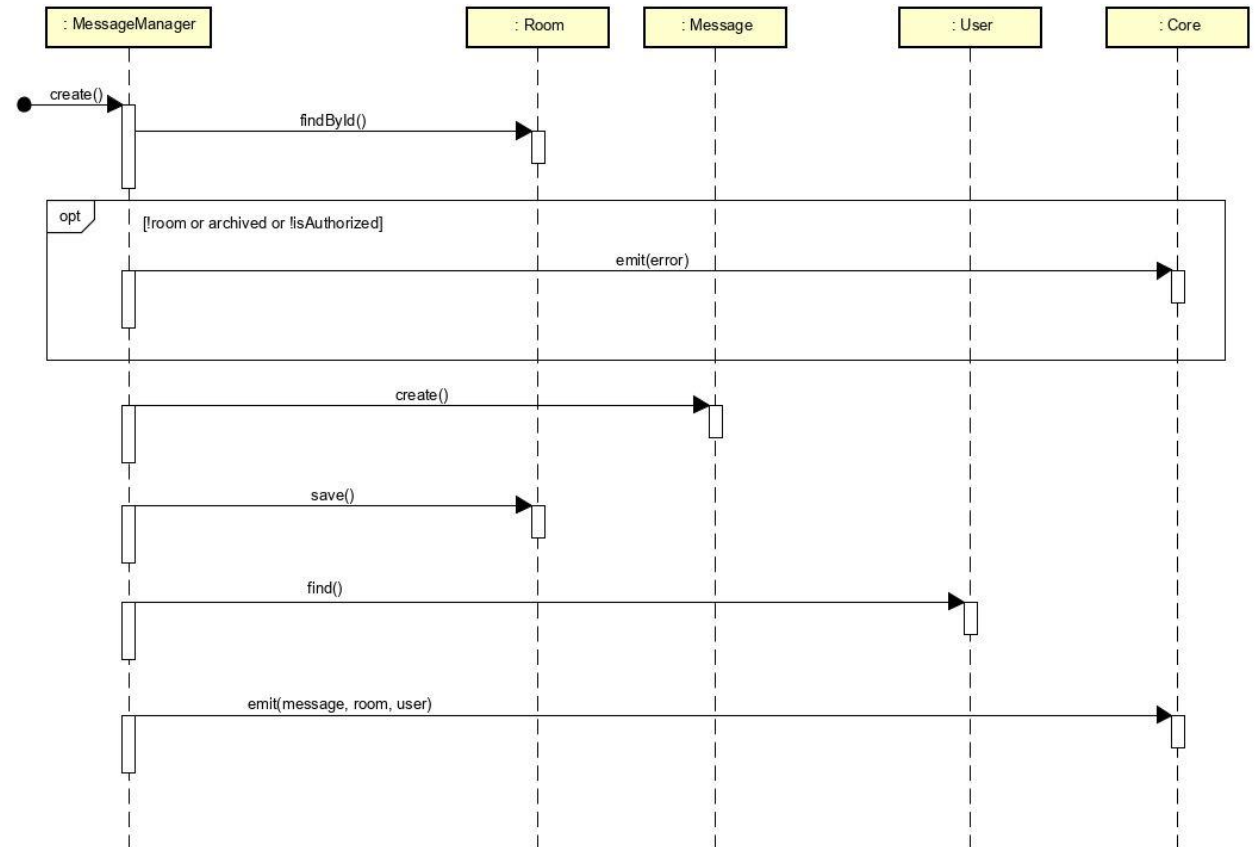 : MessageManager
: Room
: Message
: User
: Core
create()
findById()
opt
[!room or archived or !isAuthorized]
emit(error)
create()
save()
find()
emit(message, room, user)